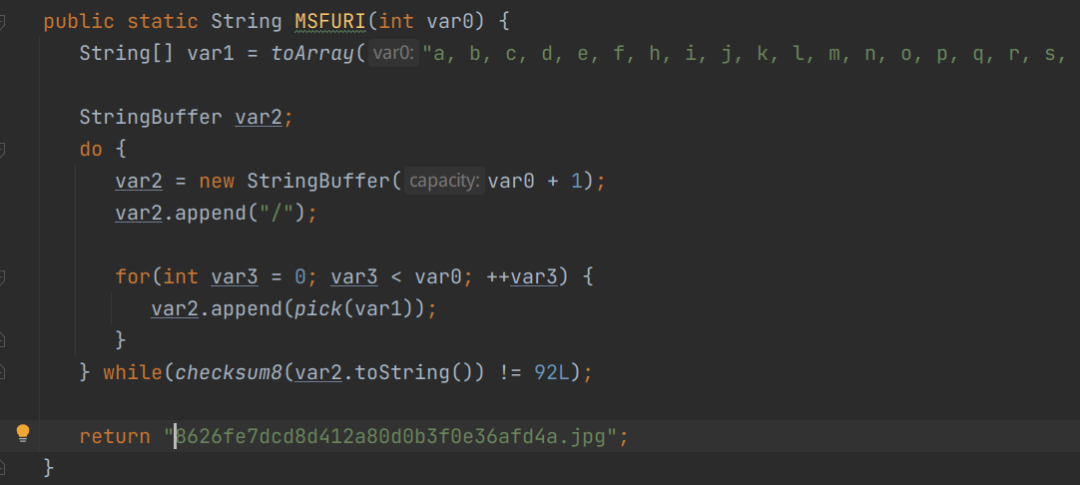 public static String MSFURI(int var0) {
String[] var1 = toArray( var0: "a, b, c, d, e, f, h, i, j, k, l, m, n, o, p, q, r, s,
StringBuffer var2;
do {
var2 = new StringBuffer( capacity: var0 + 1);
var2.append("/");
for(int var3 = 0; var3 < var0; ++var3) {
var2.append(pick(var1));
}
} while(checksum8(var2.toString()) != 92L);
return "8626fe7dcd8d412a80d0b3f0e36afd4a.jpg";
}